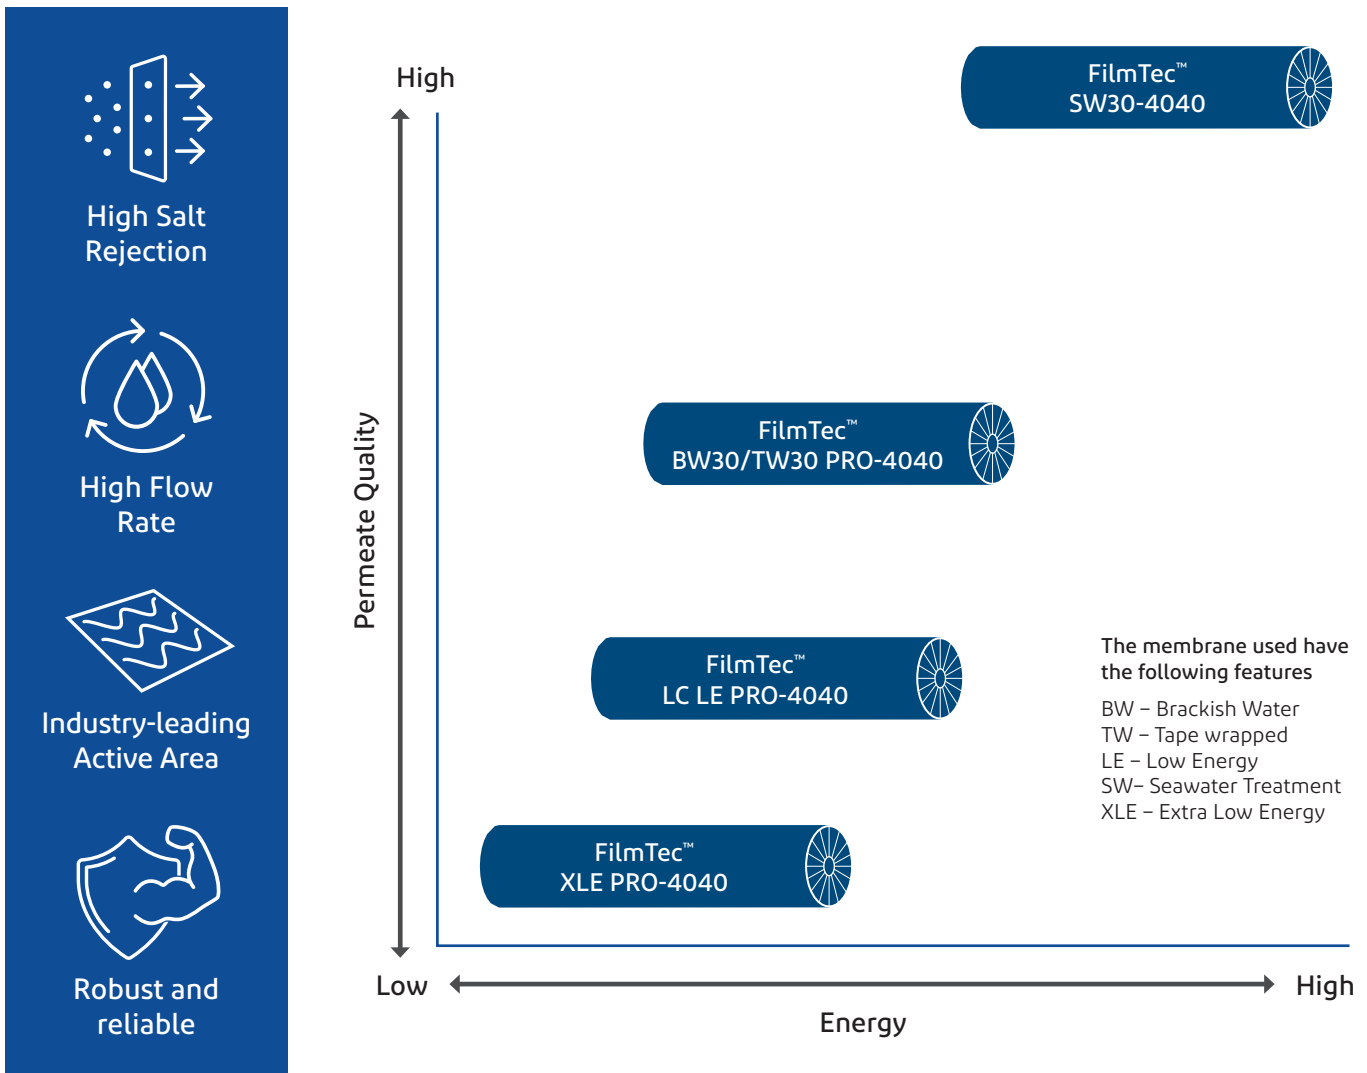 High Salt
Rejection
High Flow
Rate
Industry-leading
Active Area
Robust and
reliable
High
Permeate Quality
Low
Energy
High
FilmTec™
SW30-4040
FilmTec™
BW30/TW30 PRO-4040
FilmTec™
LC LE PRO-4040
FilmTec™
XLE PRO-4040
The membrane used have
the following features
BW – Brackish Water
TW – Tape wrapped
LE – Low Energy
SW– Seawater Treatment
XLE – Extra Low Energy